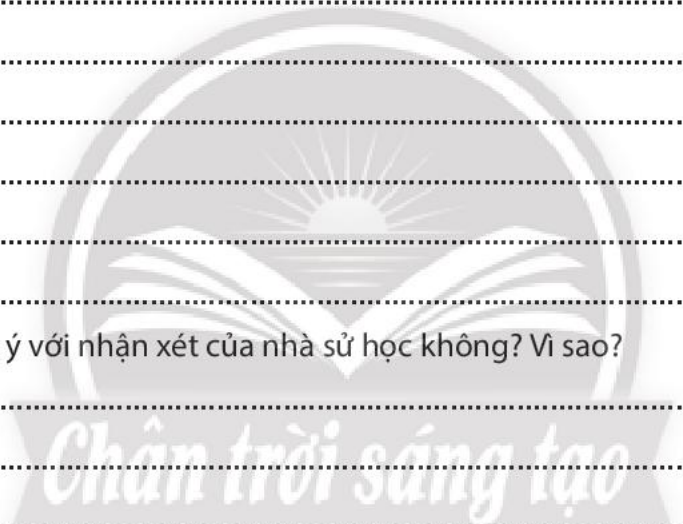 ý với nhận xét của nhà sử học không? Vì sao?
Chân trời sáng tạo